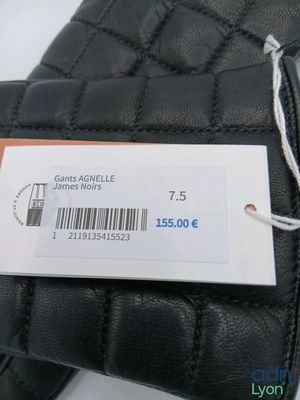 Gants AGNELLE
James Noirs
7.5
155.00 €
1 2119135415523
adn
Lyon